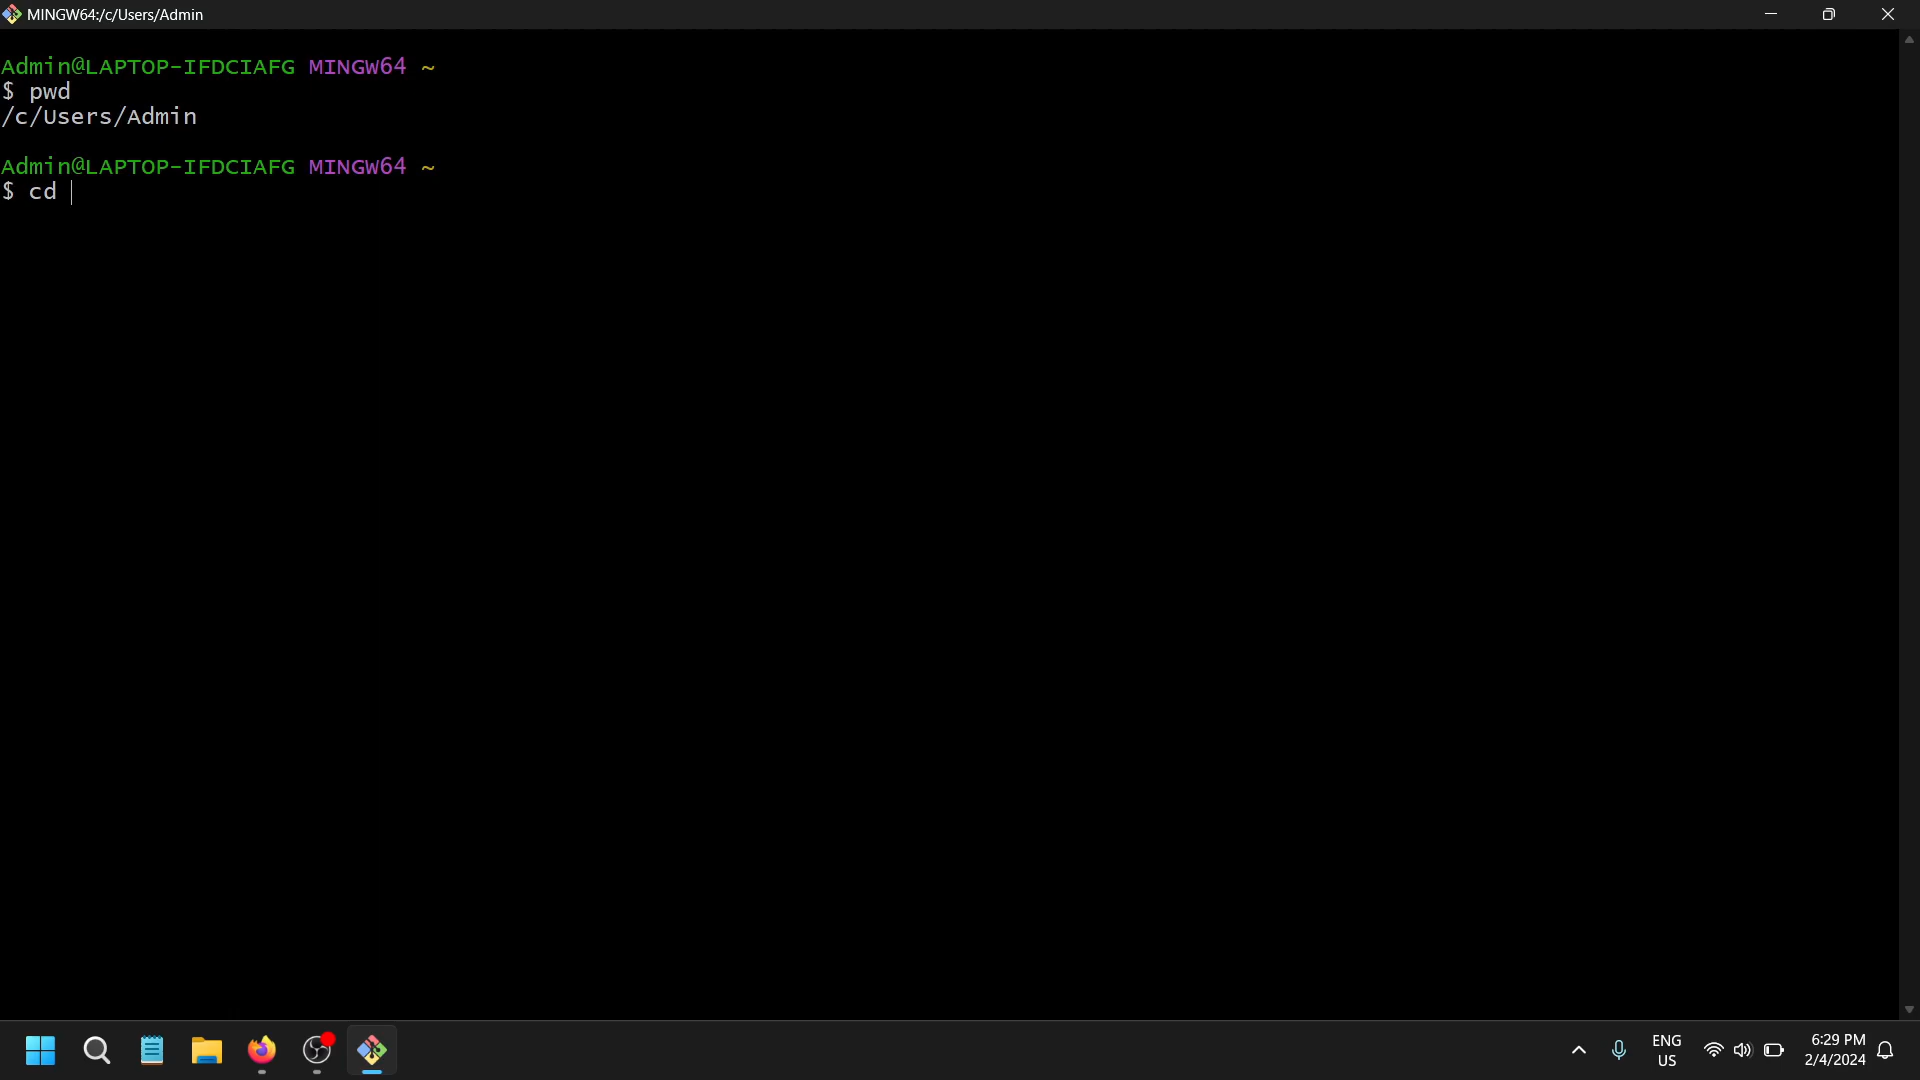 MINGW64:/c/Users/Admin
Admin@LAPTOP-IFDCIAFG MINGW64 ~
$ pwd
/c/Users/Admin
Admin@LAPTOP-IFDCIAFG MINGW64 ~
$ cd
ENG
US
6:29 PM
2/4/2024